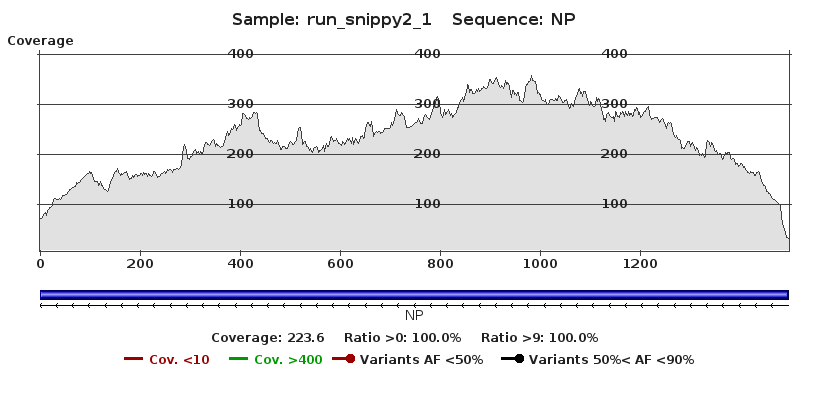 Sample: run_snippy2_1 Sequence: NP
Coverage
400 400 400
300 300 300
200 200 200
100 100 100
0 200 400 600 800 1000 1200
NP
Coverage: 223.6 Ratio >0: 100.0% Ratio >9: 100.0%
Cov. <10 Cov. >400 Variants AF <50% Variants 50%< AF <90%